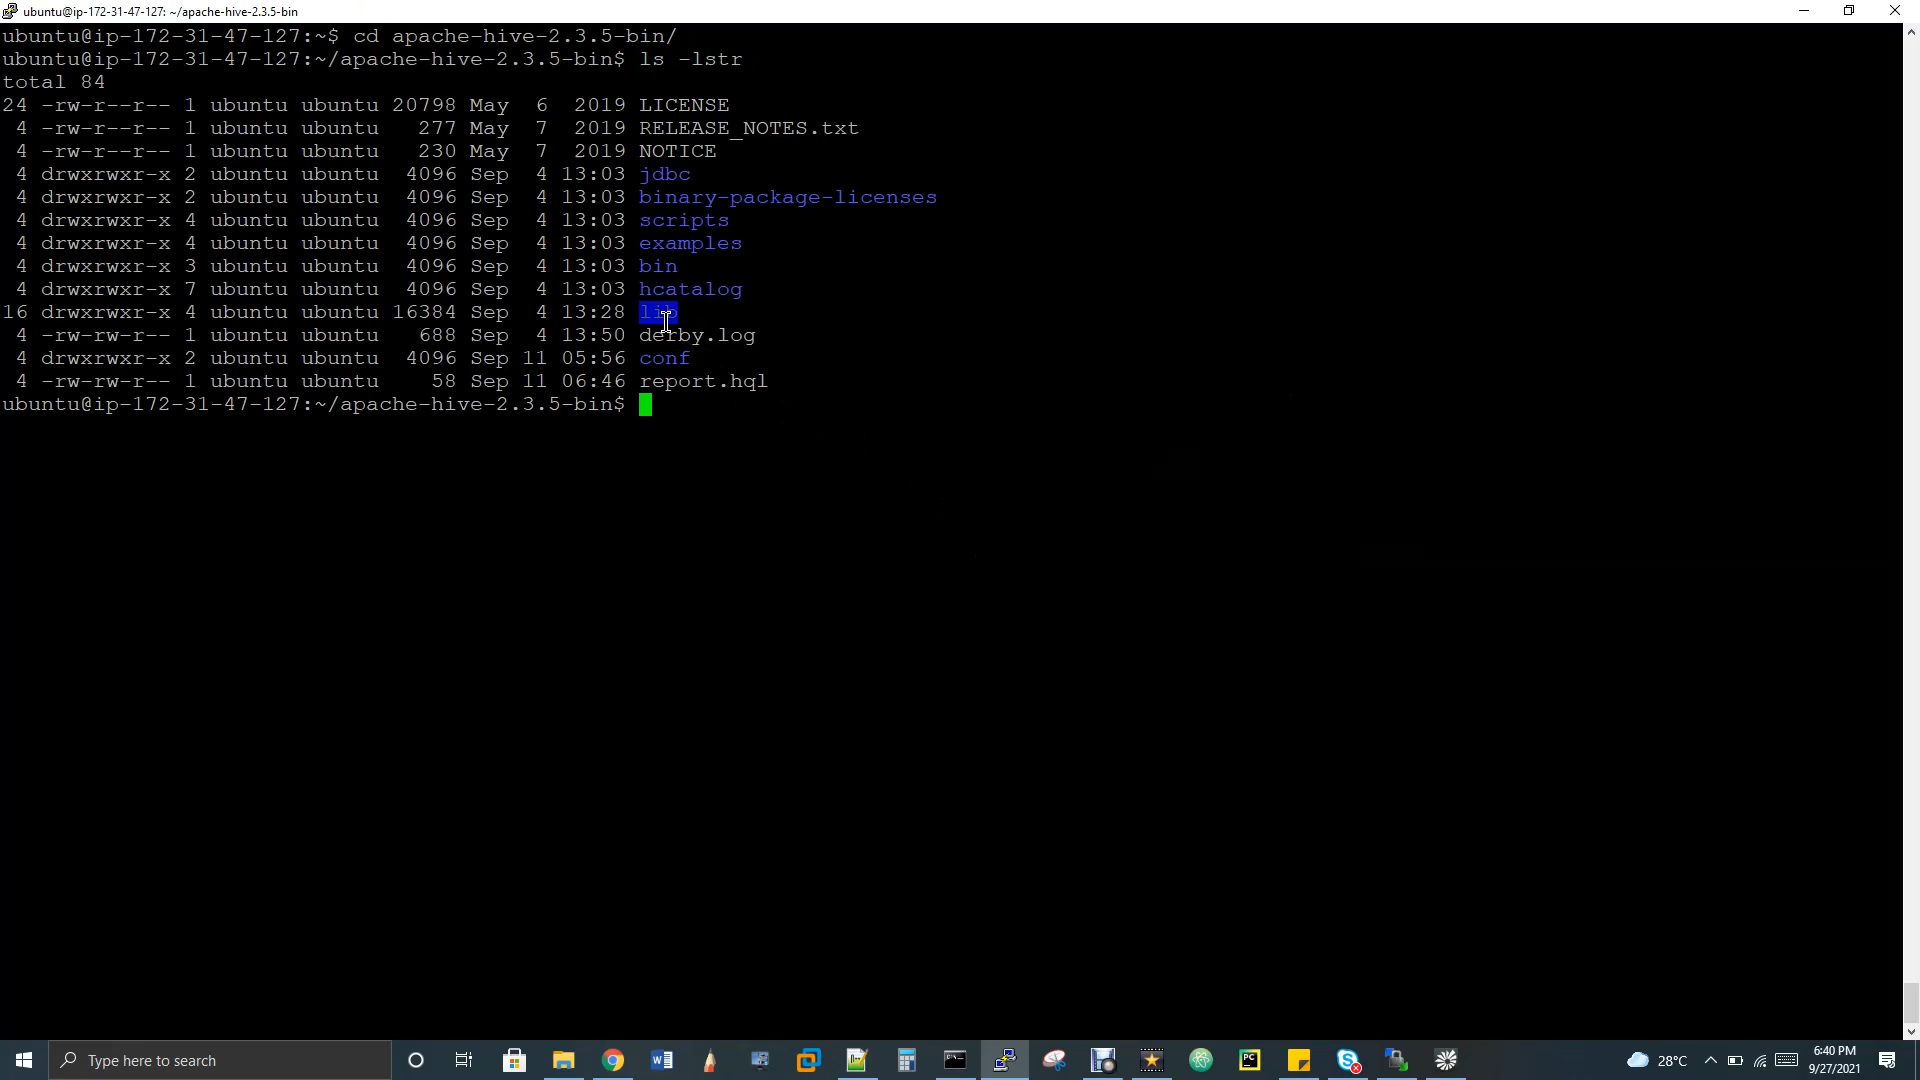 ubuntu@ip-172-31-47-127: ~/apache-hive-2.3.5-bin
ubuntu@ip-172-31-47-127:~$ cd apache-hive-2.3.5-bin/
ubuntu@ip-172-31-47-127:~/apache-hive-2.3.5-bin$ ls -lstr
total 84
24 -rw-r--r-- 1 ubuntu ubuntu 20798 May  6  2019 LICENSE
 4 -rw-r--r-- 1 ubuntu ubuntu   277 May  7  2019 RELEASE_NOTES.txt
 4 -rw-r--r-- 1 ubuntu ubuntu   230 May  7  2019 NOTICE
 4 drwxrwxr-x 2 ubuntu ubuntu  4096 Sep  4 13:03 jdbc
 4 drwxrwxr-x 2 ubuntu ubuntu  4096 Sep  4 13:03 binary-package-licenses
 4 drwxrwxr-x 4 ubuntu ubuntu  4096 Sep  4 13:03 scripts
 4 drwxrwxr-x 4 ubuntu ubuntu  4096 Sep  4 13:03 examples
 4 drwxrwxr-x 3 ubuntu ubuntu  4096 Sep  4 13:03 bin
 4 drwxrwxr-x 7 ubuntu ubuntu  4096 Sep  4 13:03 hcatalog
16 drwxrwxr-x 4 ubuntu ubuntu 16384 Sep  4 13:28 lib
 4 -rw-rw-r-- 1 ubuntu ubuntu   688 Sep  4 13:50 derby.log
 4 drwxrwxr-x 2 ubuntu ubuntu  4096 Sep 11 05:56 conf
 4 -rw-rw-r-- 1 ubuntu ubuntu    58 Sep 11 06:46 report.hql
ubuntu@ip-172-31-47-127:~/apache-hive-2.3.5-bin$
Type here to search
28°C
6:40 PM
9/27/2021